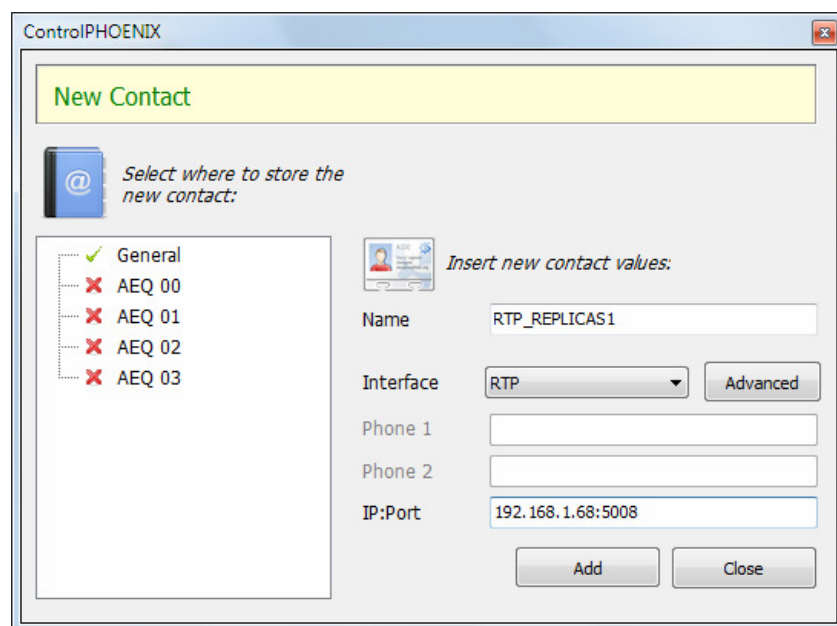 ControlPHOENIX
New Contact
@
Select where to store the
new contact:
General
AEQ 00
AEQ 01
AEQ 02
AEQ 03
Insert new contact values:
Name RTP_REPLICAS1
Interface RTP Advanced
Phone 1
Phone 2
IP:Port 192.168.1.68:5008
Add Close